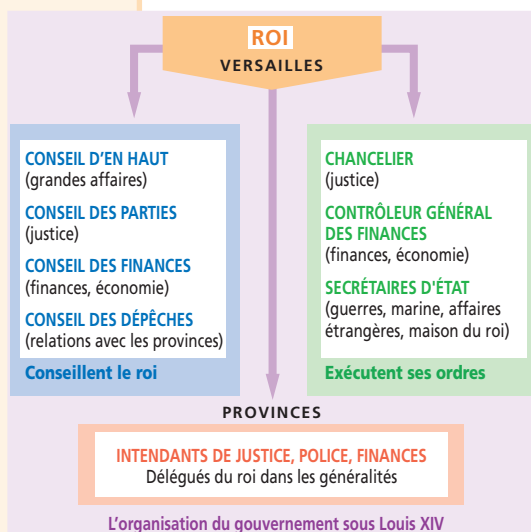 ROI
VERSAILLES
CONSEIL D'EN HAUT
(grandes affaires)
CONSEIL DES PARTIES
(justice)
CONSEIL DES FINANCES
(finances, économie)
CONSEIL DES DÉPÊCHES
(relations avec les provinces)
Conseillent le roi
CHANCELIER
(justice)
CONTRÔLEUR GÉNÉRAL
DES FINANCES
(finances, économie)
SECRÉTAIRES D'ÉTAT
(guerres, marine, affaires
étrangères, maison du roi)
Exécutent ses ordres
PROVINCES
INTENDANTS DE JUSTICE, POLICE, FINANCES
Délégués du roi dans les généralités
L'organisation du gouvernement sous Louis XIV